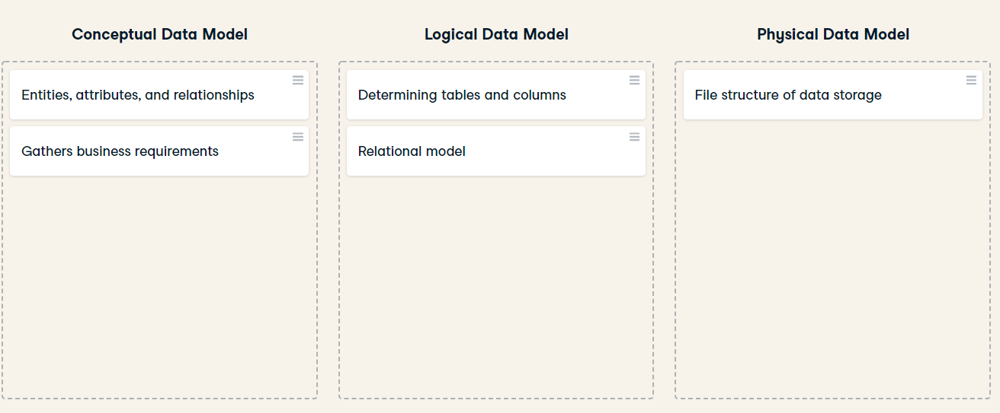 Conceptual Data Model
Entities, attributes, and relationships
Gathers business requirements
Logical Data Model
Determining tables and columns
Relational model
Physical Data Model
File structure of data storage